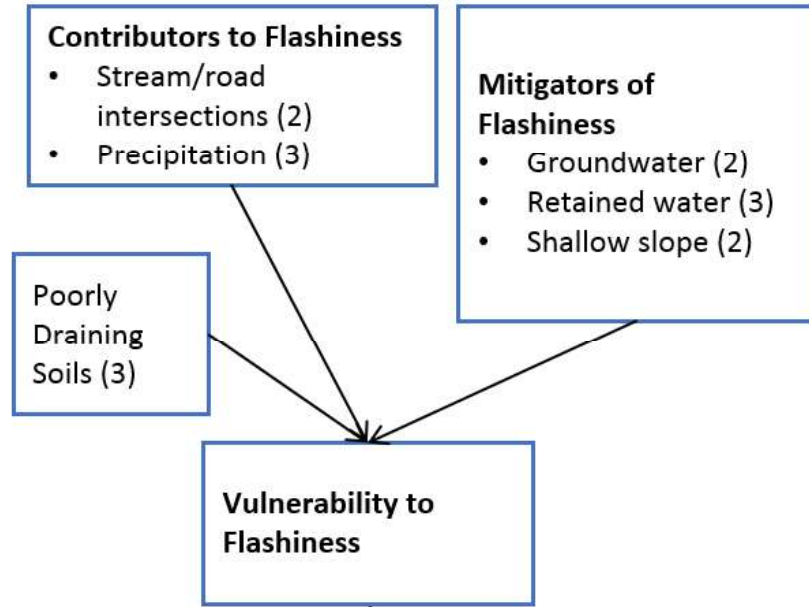 Contributors to Flashiness
• Stream/road
intersections (2)
• Precipitation (3)
Mitigators of
Flashiness
• Groundwater (2)
• Retained water (3)
• Shallow slope (2)
Poorly
Draining
Soils (3)
Vulnerability to
Flashiness